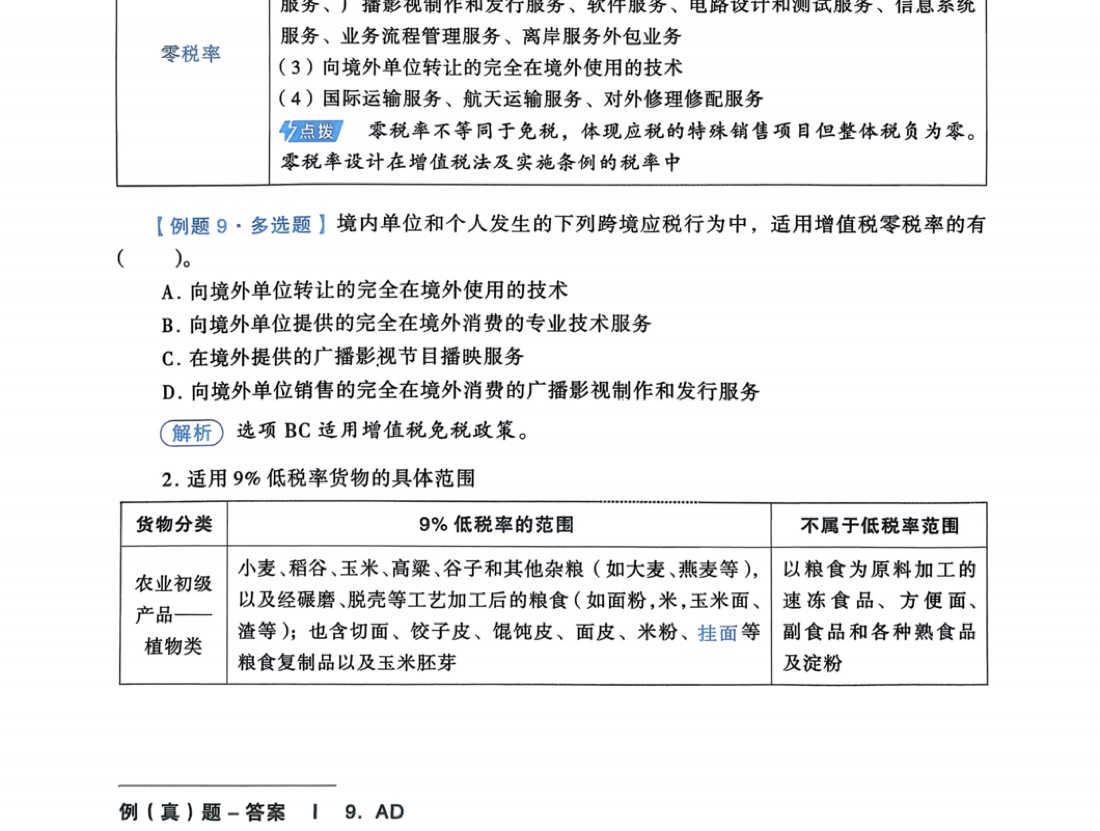 服务、广播影视制作和发行服务、软件服务、电路设计和测试服务、信息系统
零税率
服务、业务流程管理服务、离岸服务外包业务
（3）向境外单位转让的完全在境外使用的技术
（4）国际运输服务、航天运输服务、对外修理修配服务
点拨 零税率不等同于免税，体现应税的特殊销售项目但整体税负为零。
零税率设计在增值税法及实施条例的税率中
【例题9·多选题】境内单位和个人发生的下列跨境应税行为中，适用增值税零税率的有
（　　）。
A. 向境外单位转让的完全在境外使用的技术
B. 向境外单位提供的完全在境外消费的专业技术服务
C. 在境外提供的广播影视节目播映服务
D. 向境外单位销售的完全在境外消费的广播影视制作和发行服务
解析 选项BC适用增值税免税政策。
2. 适用9%低税率货物的具体范围
货物分类 9%低税率的范围 不属于低税率范围
农业初级
产品——
植物类
小麦、稻谷、玉米、高粱、谷子和其他杂粮（如大麦、燕麦等），
以及经碾磨、脱壳等工艺加工后的粮食（如面粉，米，玉米面、
渣等）；也含切面、饺子皮、馄饨皮、面皮、米粉、挂面等
粮食复制品以及玉米胚芽
以粮食为原料加工的
速冻食品、方便面、
副食品和各种熟食品
及淀粉
例（真）题－答案 | 9. AD